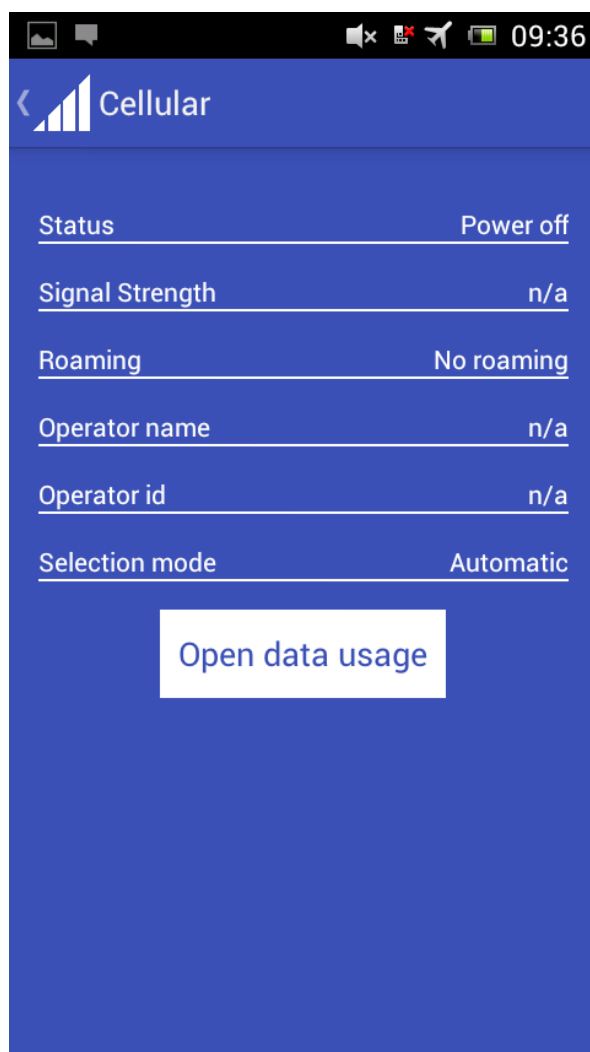 09:36
Cellular
Status Power off
Signal Strength n/a
Roaming No roaming
Operator name n/a
Operator id n/a
Selection mode Automatic
Open data usage